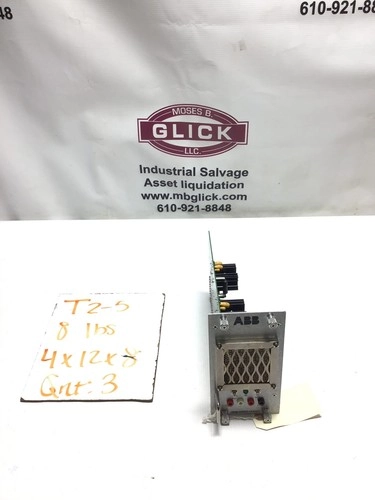 48
610-921-88
MOSES B.
GLICK
LLC.
Industrial Salvage
Asset liquidation
www.mbglick.com
610-921-8848
T2-5
8 lbs
4x12x8
Qnt: 3
ABB